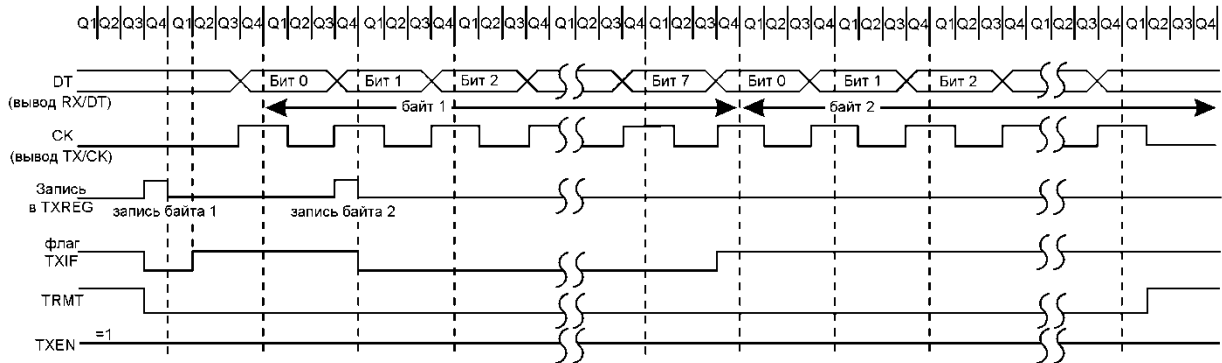 Q1 Q2 Q3 Q4 Q1 Q2 Q3 Q4 Q1 Q2 Q3 Q4 Q1 Q2 Q3 Q4 Q1 Q2 Q3 Q4 Q1 Q2 Q3 Q4 Q1 Q2 Q3 Q4 Q1 Q2 Q3 Q4 Q1 Q2 Q3 Q4 Q1 Q2 Q3 Q4 Q1 Q2 Q3 Q4 Q1 Q2 Q3 Q4
DT Бит 0 Бит 1 Бит 2 Бит 7 Бит 0 Бит 1 Бит 2
(вывод RX/DT) байт 1 байт 2
CK
(вывод TX/CK)
Запись
в TXREG запись байта 1 запись байта 2
флаг
TXIF
TRMT
TXEN =1